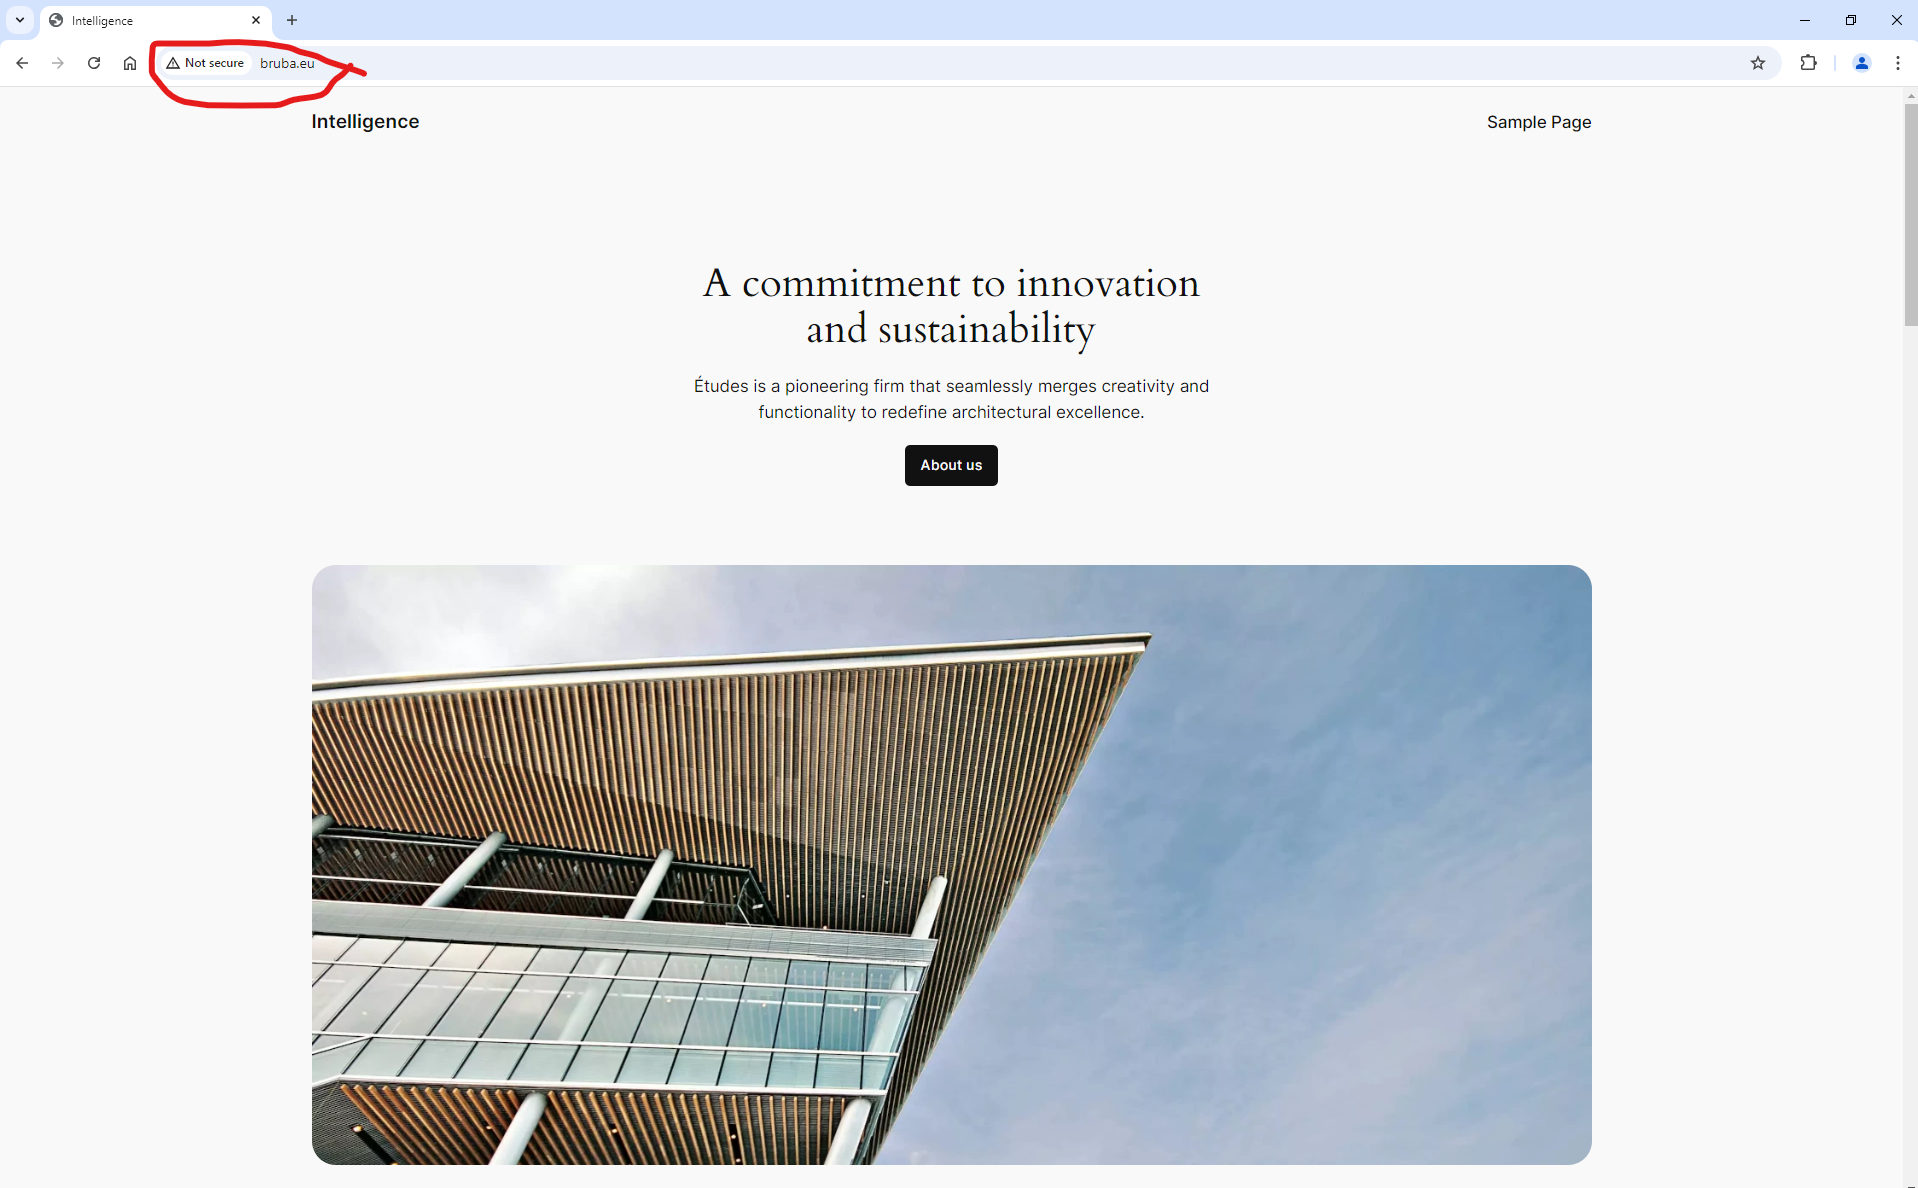 Intelligence
Not secure bruba.eu
Intelligence Sample Page
A commitment to innovation
and sustainability
Études is a pioneering firm that seamlessly merges creativity and
functionality to redefine architectural excellence.
About us